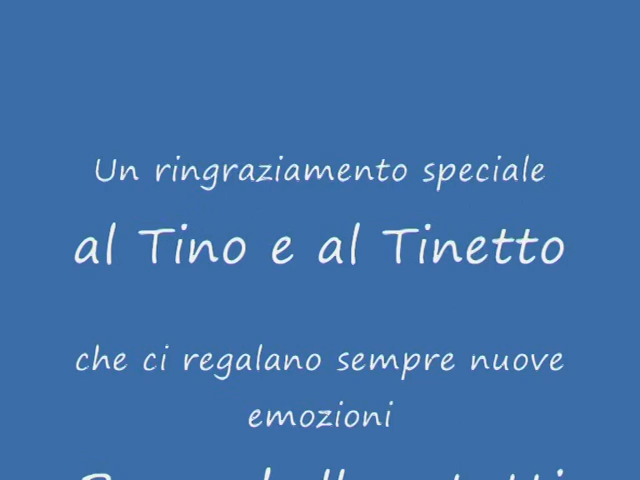 Un ringraziamento speciale
al Tino e al Tinetto
che ci regalano sempre nuove
emozioni